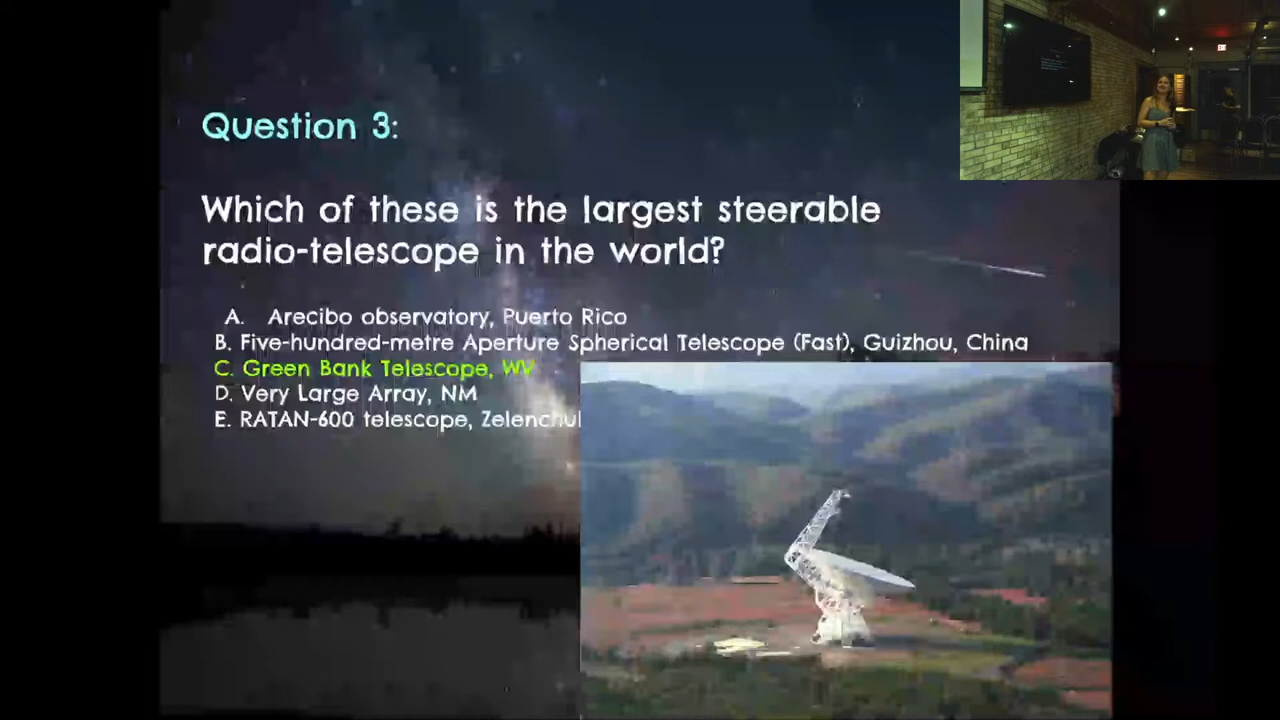 Question 3:
Which of these is the largest steerable
radio-telescope in the world?
A. Arecibo observatory, Puerto Rico
B. Five-hundred-metre Aperture Spherical Telescope (Fast), Guizhou, China
C. Green Bank Telescope, WV
D. Very Large Array, NM
E. RATAN-600 telescope,